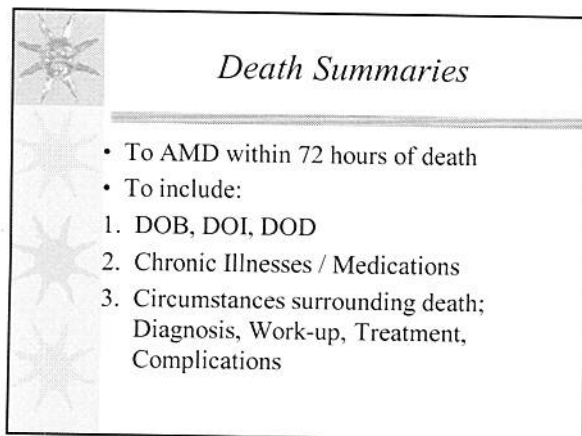 Death Summaries
• To AMD within 72 hours of death
• To include:
1. DOB, DOI, DOD
2. Chronic Illnesses / Medications
3. Circumstances surrounding death;
Diagnosis, Work-up, Treatment,
Complications